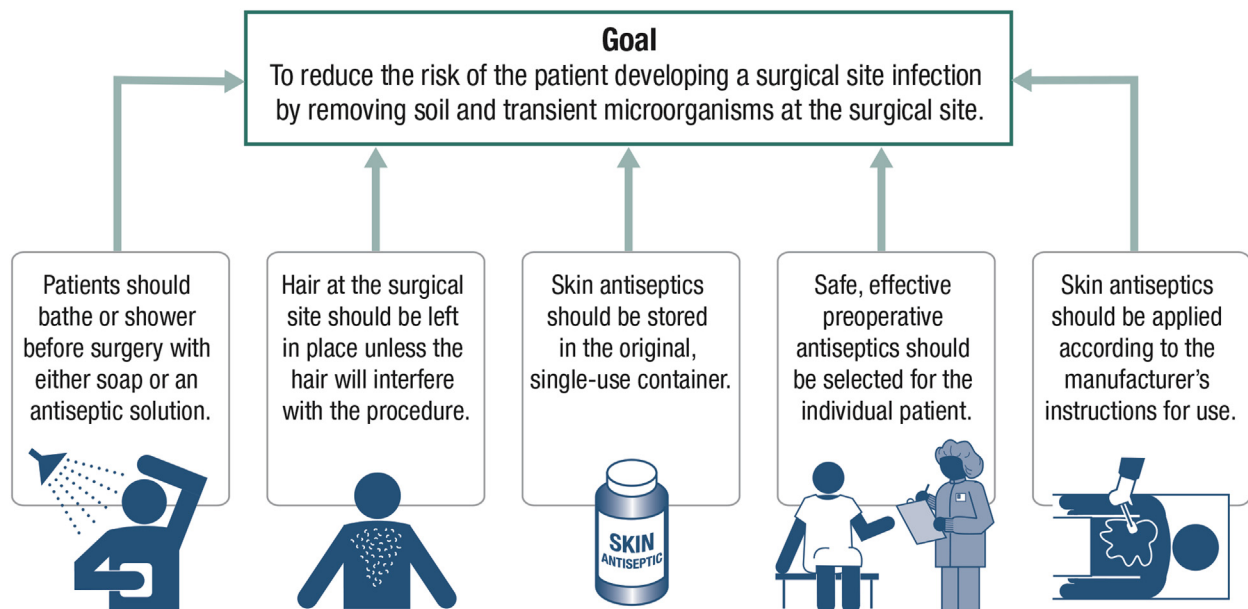 Goal
To reduce the risk of the patient developing a surgical site infection
by removing soil and transient microorganisms at the surgical site.
Patients should
bathe or shower
before surgery with
either soap or an
antiseptic solution.
Hair at the surgical
site should be left
in place unless the
hair will interfere
with the procedure.
Skin antiseptics
should be stored
in the original,
single-use container.
SKIN
ANTISEPTIC
Safe, effective
preoperative
antiseptics should
be selected for the
individual patient.
Skin antiseptics
should be applied
according to the
manufacturer’s
instructions for use.